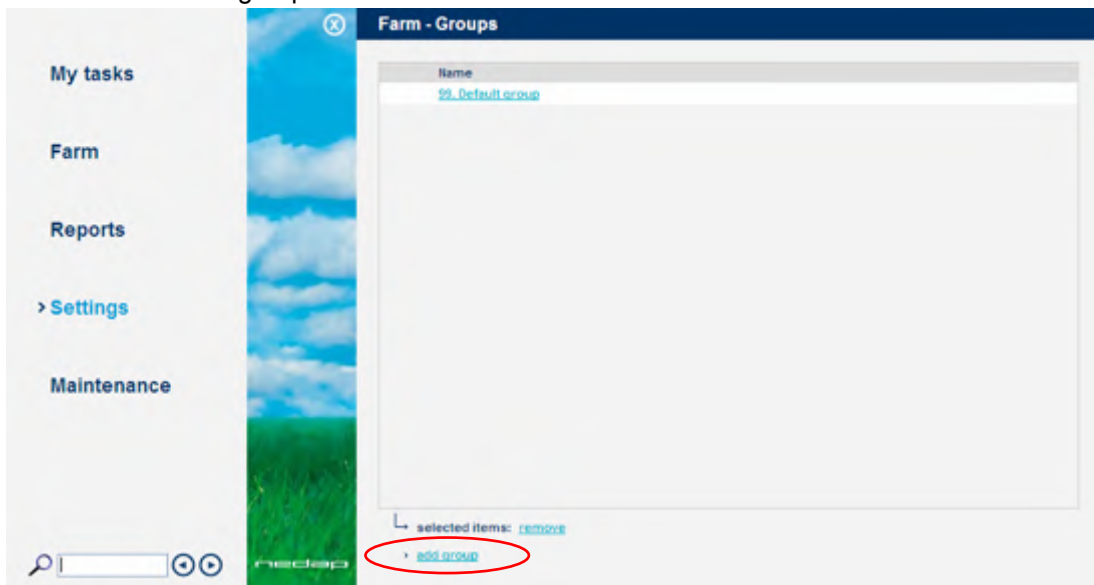 Farm - Groups
My tasks
Farm
Reports
> Settings
Maintenance
Name
99. Default group
selected items: remove
› add group
nedap